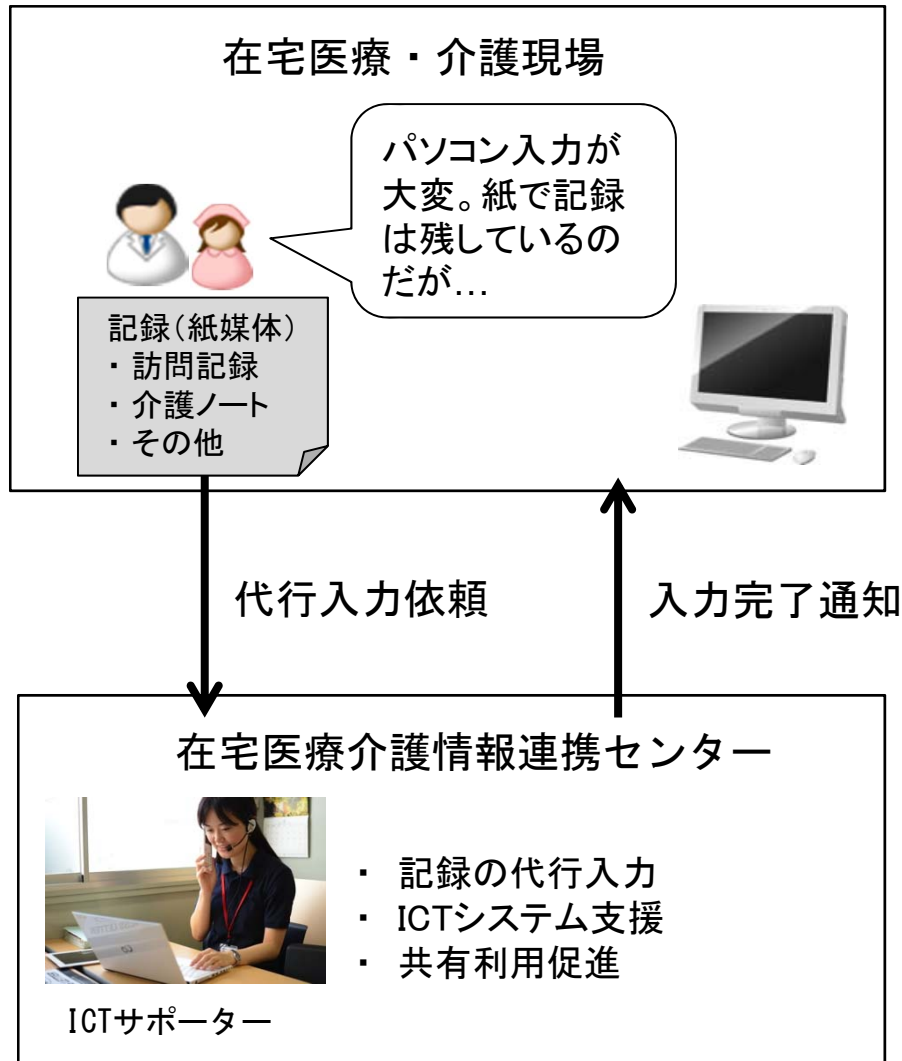 在宅医療・介護現場
パソコン入力が
大変。紙で記録
は残しているの
だが…
記録（紙媒体）
・訪問記録
・介護ノート
・その他
代行入力依頼
入力完了通知
在宅医療介護情報連携センター
・ 記録の代行入力
・ ICTシステム支援
・ 共有利用促進
ICTサポーター